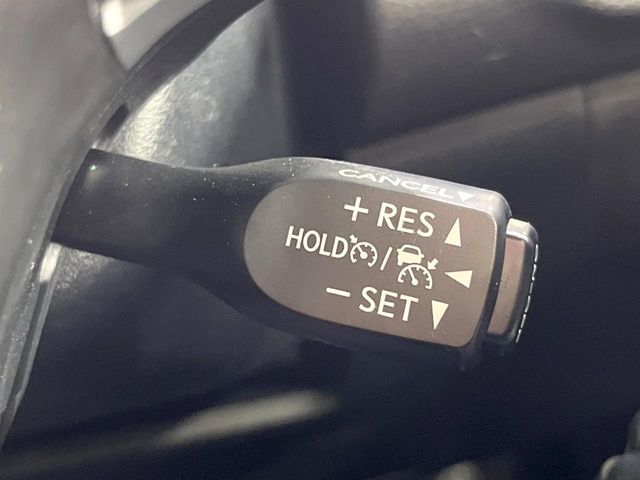 CANCEL▼
+ RES ▲
HOLD / ◀
− SET ▼